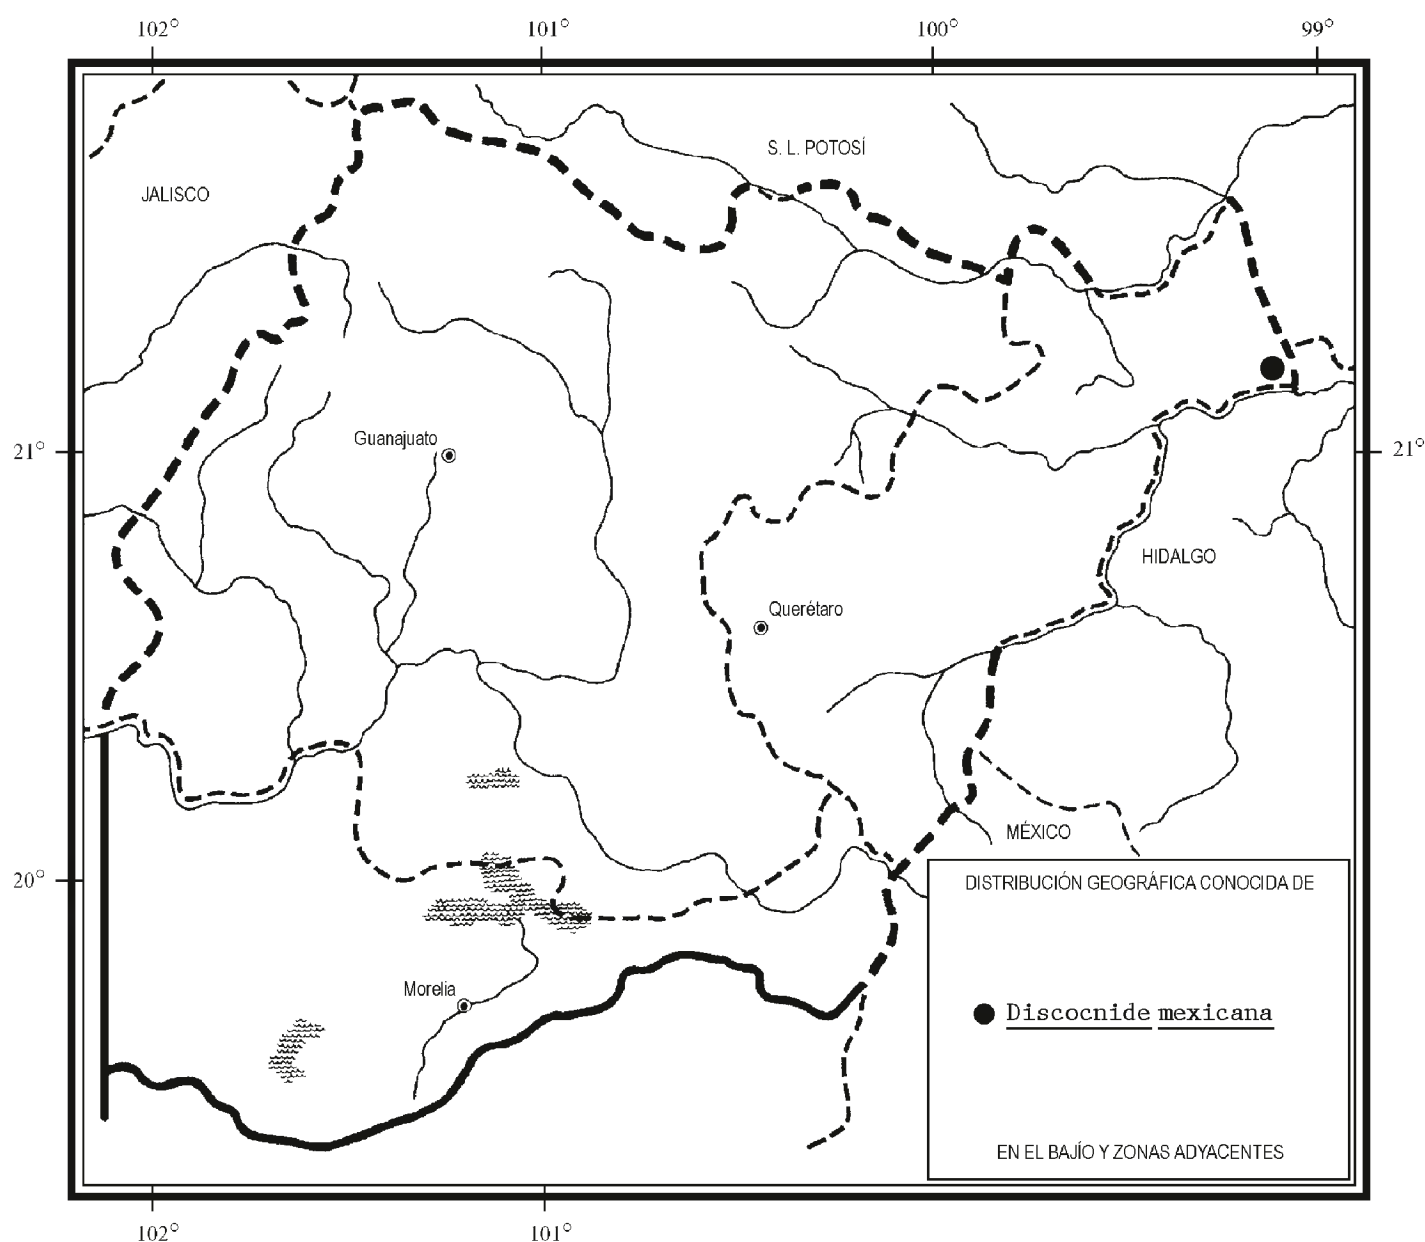 102° 101° 100° 99°
S. L. POTOSÍ
JALISCO
Guanajuato
21° 21°
HIDALGO
Querétaro
MÉXICO
20°
DISTRIBUCIÓN GEOGRÁFICA CONOCIDA DE
Morelia
Discocnide mexicana
EN EL BAJÍO Y ZONAS ADYACENTES
102° 101°